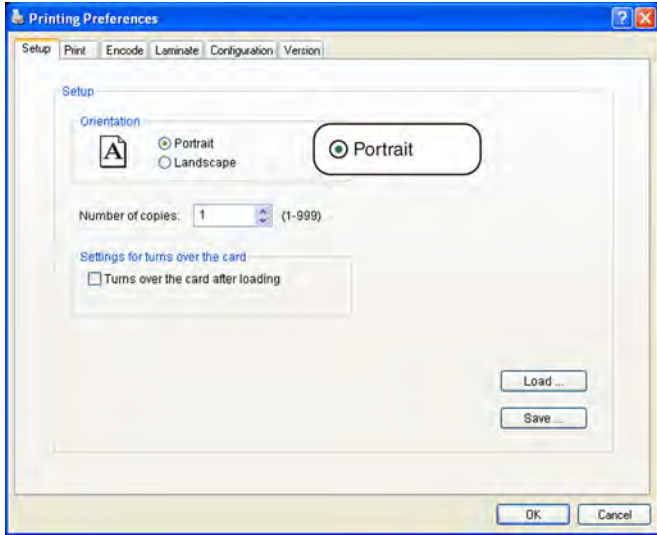 Printing Preferences
Setup Print Encode Laminate Configuration Version
Setup
Orientation
A
Portrait
Landscape
Portrait
Number of copies: 1 (1-999)
Settings for turns over the card
Turns over the card after loading
Load ...
Save ...
OK Cancel